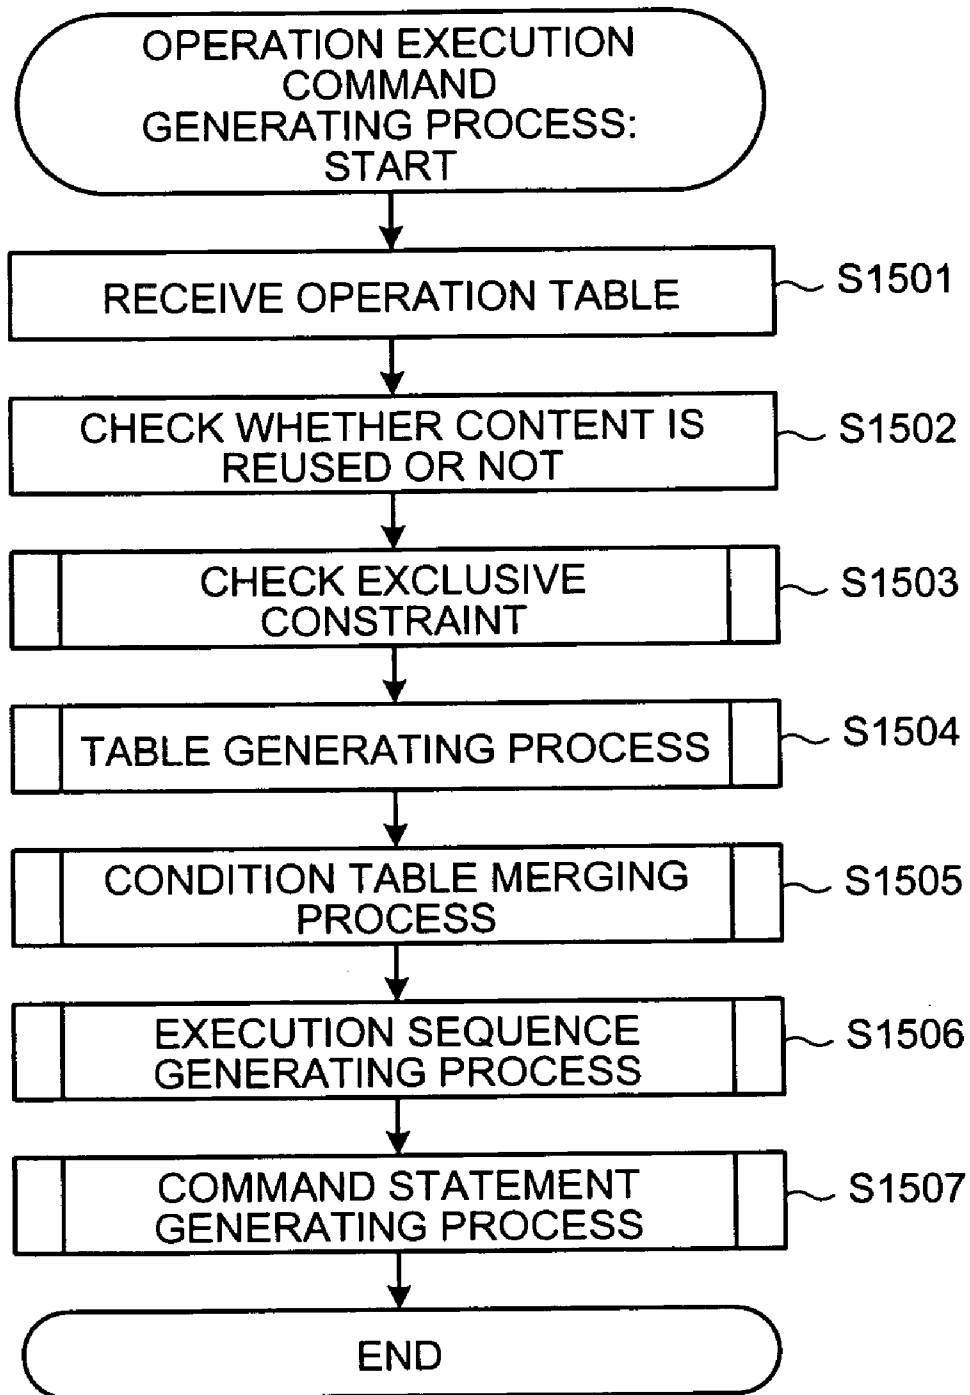 OPERATION EXECUTION
COMMAND
GENERATING PROCESS:
START
RECEIVE OPERATION TABLE
S1501
CHECK WHETHER CONTENT IS
REUSED OR NOT
S1502
CHECK EXCLUSIVE
CONSTRAINT
S1503
TABLE GENERATING PROCESS
S1504
CONDITION TABLE MERGING
PROCESS
S1505
EXECUTION SEQUENCE
GENERATING PROCESS
S1506
COMMAND STATEMENT
GENERATING PROCESS
S1507
END